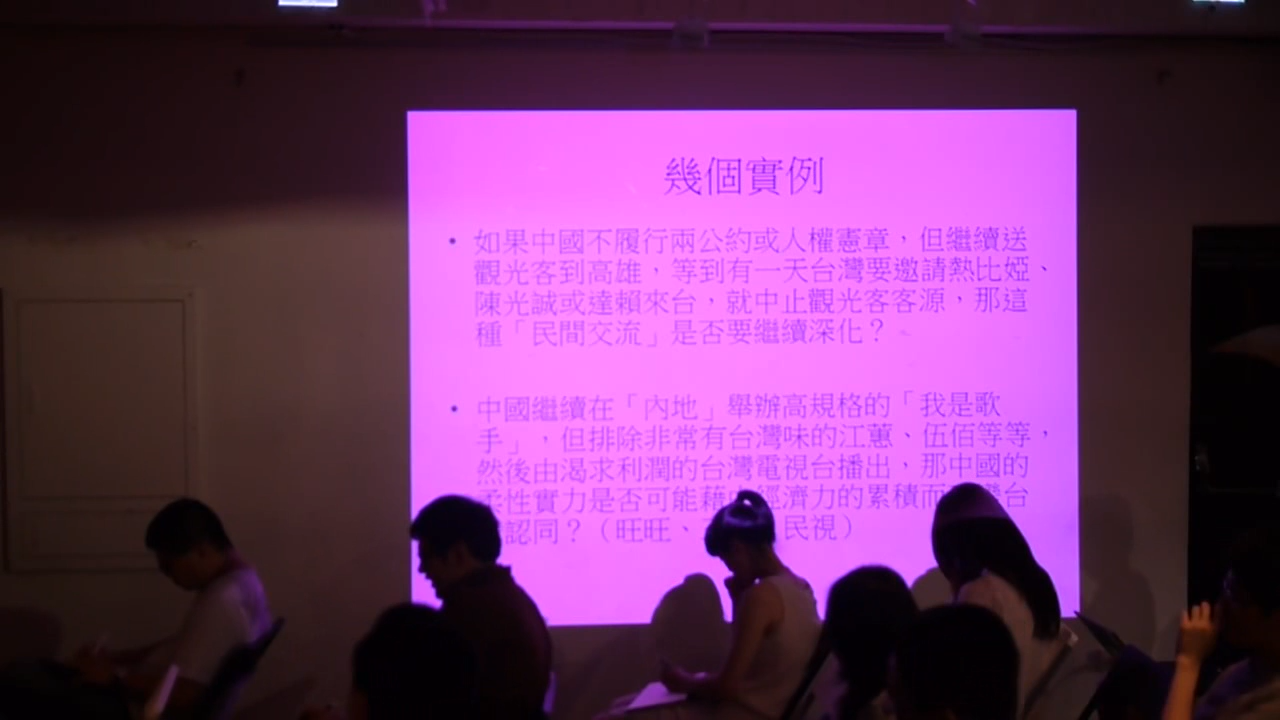 幾個實例
• 如果中國不履行兩公約或人權憲章，但繼續送
觀光客到高雄，等到有一天台灣要邀請熱比婭、
陳光誠或達賴來台，就中止觀光客客源，那這
種「民間交流」是否要繼續深化？
• 中國繼續在「內地」舉辦高規格的「我是歌
手」，但排除非常有台灣味的江蕙、伍佰等等，
然後由渴求利潤的台灣電視台播出，那中國的
柔性實力是否可能藉 經濟力的累積而 台
認同？（旺旺、 民視）